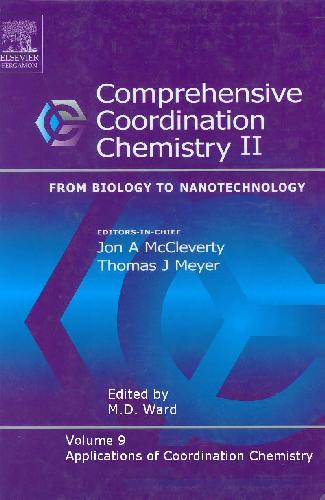 ELSEVIER
PERGAMON
Comprehensive
Coordination
Chemistry II
FROM BIOLOGY TO NANOTECHNOLOGY
EDITORS-IN-CHIEF
Jon A McCleverty
Thomas J Meyer
Edited by
M.D. Ward
Volume 9
Applications of Coordination Chemistry